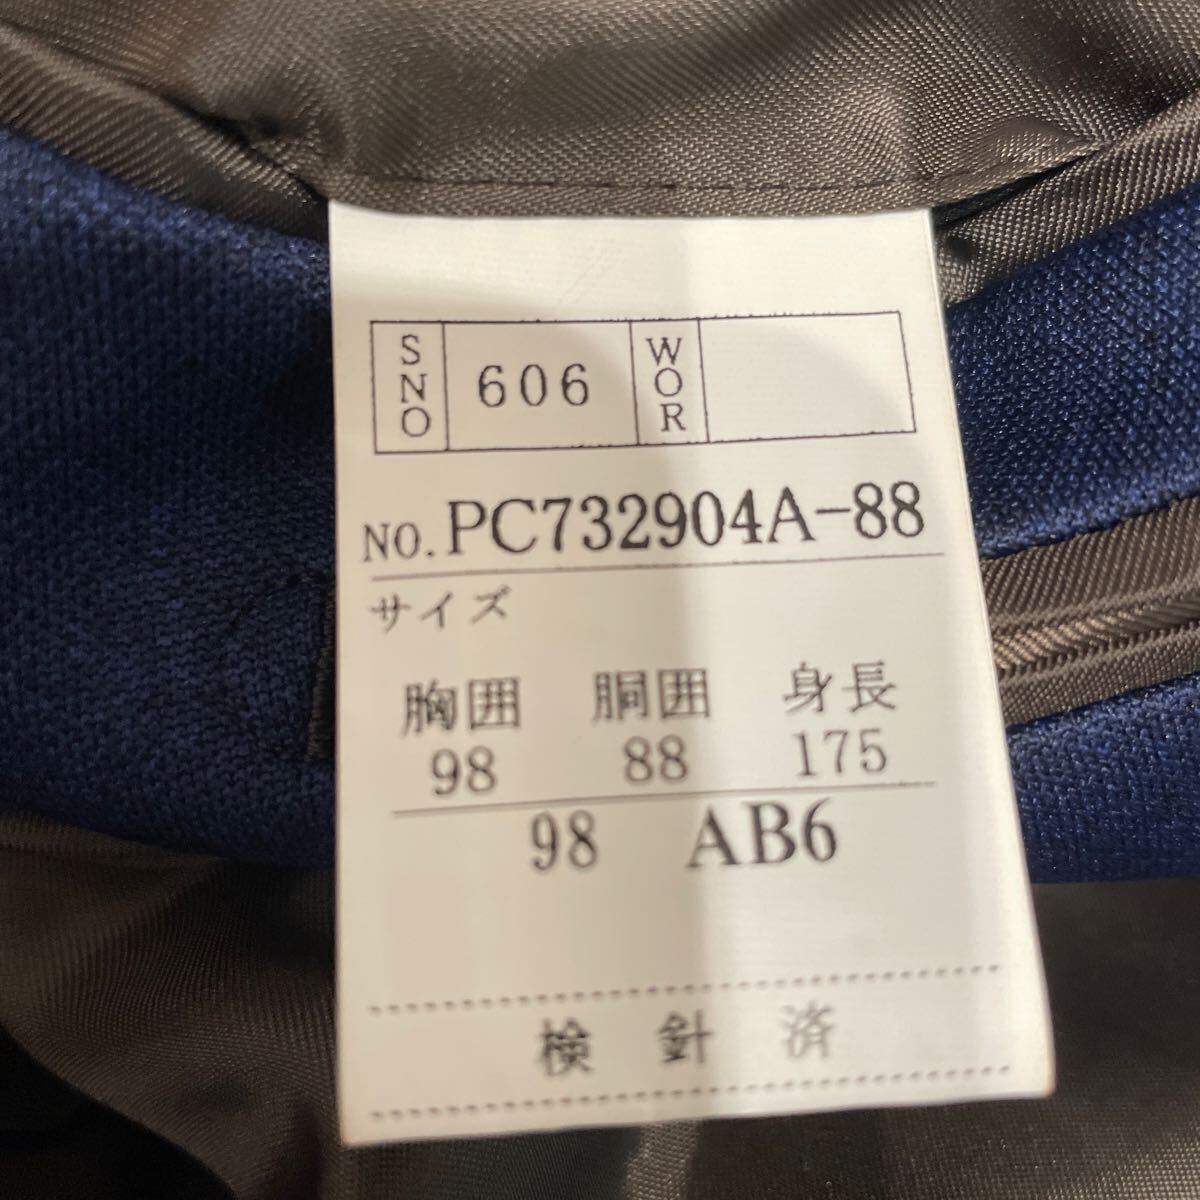 SNO 606 WOR
NO. PC732904A-88
サイズ
胸囲 胴囲 身長
98 88 175
98 AB6
検針済